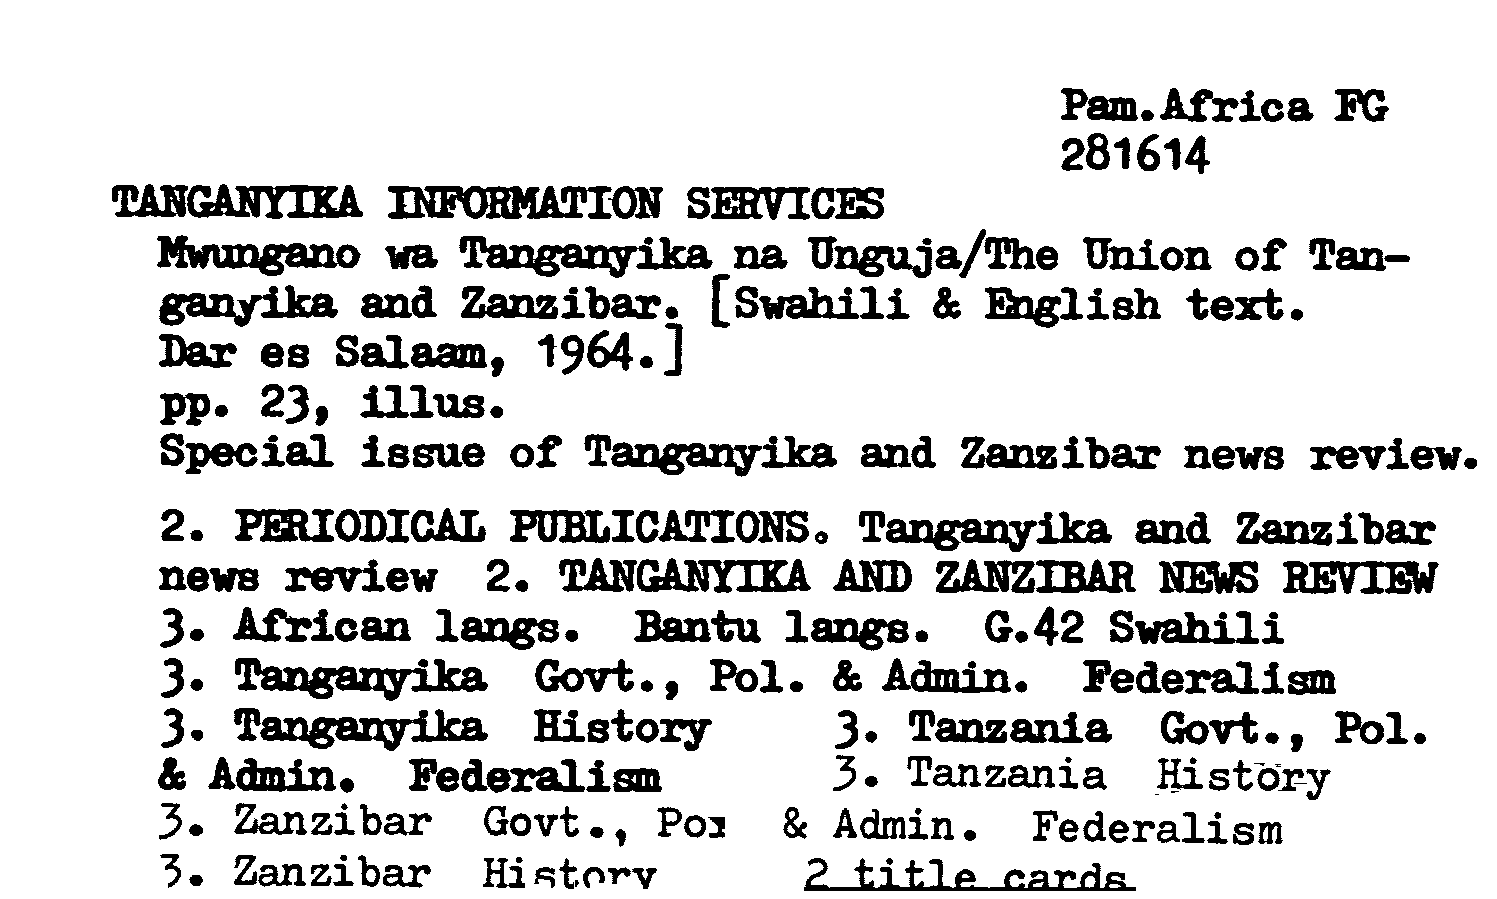 Pam.Africa FG
281614
TANGANYIKA INFORMATION SERVICES
Mwungano wa Tanganyika na Unguja/The Union of Tan-
ganyika and Zanzibar. [Swahili & English text.
Dar es Salaam, 1964.]
pp. 23, illus.
Special issue of Tanganyika and Zanzibar news review.
2. PERIODICAL PUBLICATIONS. Tanganyika and Zanzibar
news review 2. TANGANYIKA AND ZANZIBAR NEWS REVIEW
3. African langs. Bantu langs. G.42 Swahili
3. Tanganyika Govt., Pol. & Admin. Federalism
3. Tanganyika History 3. Tanzania Govt., Pol.
& Admin. Federalism 3. Tanzania History
3. Zanzibar Govt., Pol & Admin. Federalism
3. Zanzibar History 2 title cards